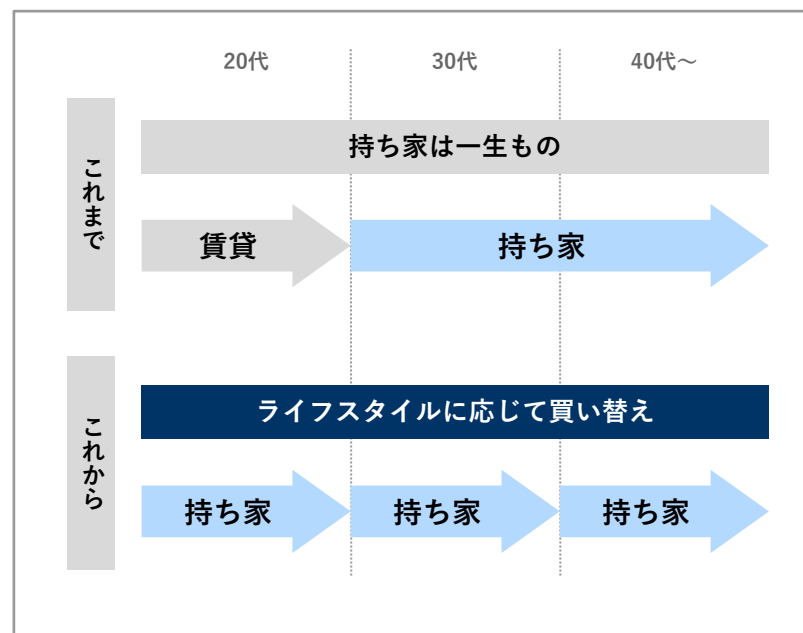 20代
30代
40代～
これまで
持ち家は一生もの
賃貸
持ち家
これから
ライフスタイルに応じて買い替え
持ち家
持ち家
持ち家